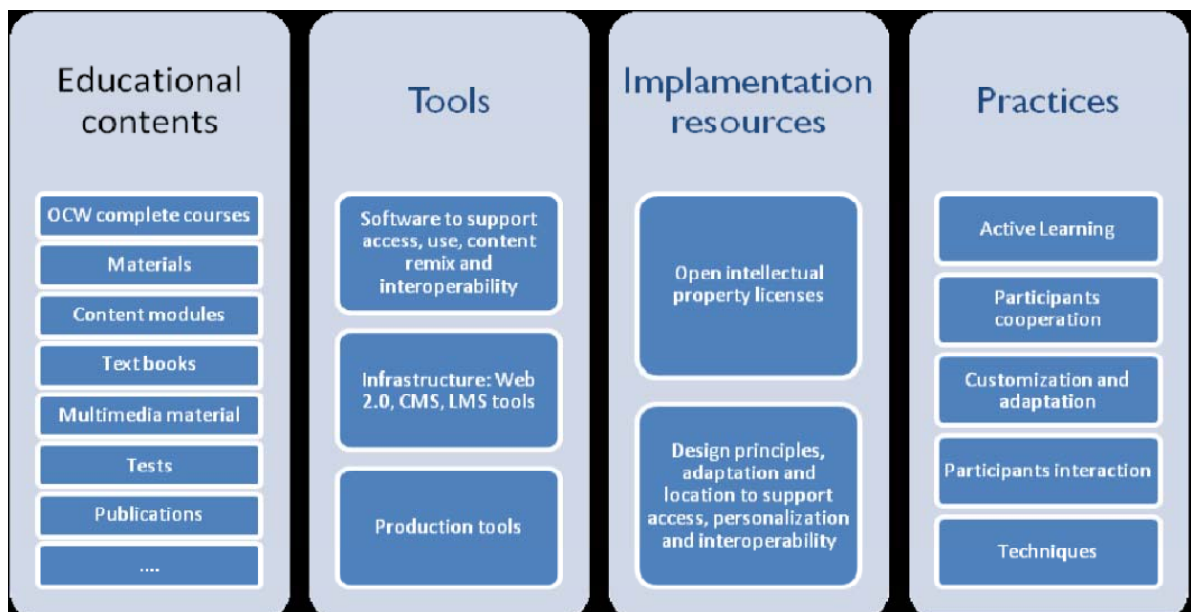 Educational
contents
OCW complete courses
Materials
Content modules
Text books
Multimedia material
Tests
Publications
....
Tools
Software to support
access, use, content
remix and
interoperability
Infrastructure: Web
2.0, CMS, LMS tools
Production tools
Implamentation
resources
Open intellectual
property licenses
Design principles,
adaptation and
location to support
access, personalization
and interoperability
Practices
Active Learning
Participants
cooperation
Customization and
adaptation
Participants interaction
Techniques